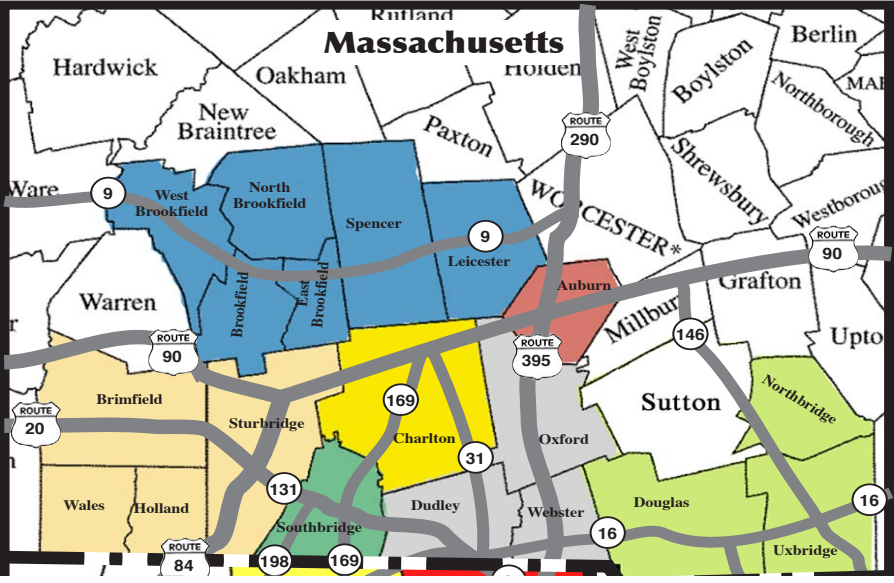 Rutland
Massachusetts
West
Boylston
Berlin
Hardwick
Oakham
Holden
Boylston
Northborough
New
Braintree
Paxton
ROUTE
290
Shrewsbury
Ware
9
West
Brookfield
North
Brookfield
Spencer
9
Leicester
WORCESTER*
Westboroug
ROUTE
90
Warren
Brookfield
East
Brookfield
Auburn
Millbur
Grafton
146
Upto
ROUTE
90
ROUTE
395
Brimfield
Sturbridge
169
Charlton
Sutton
Northbridge
ROUTE
20
31
Oxford
Wales
Holland
131
Southbridge
Dudley
Webster
Douglas
16
16
Uxbridge
ROUTE
84
198
169